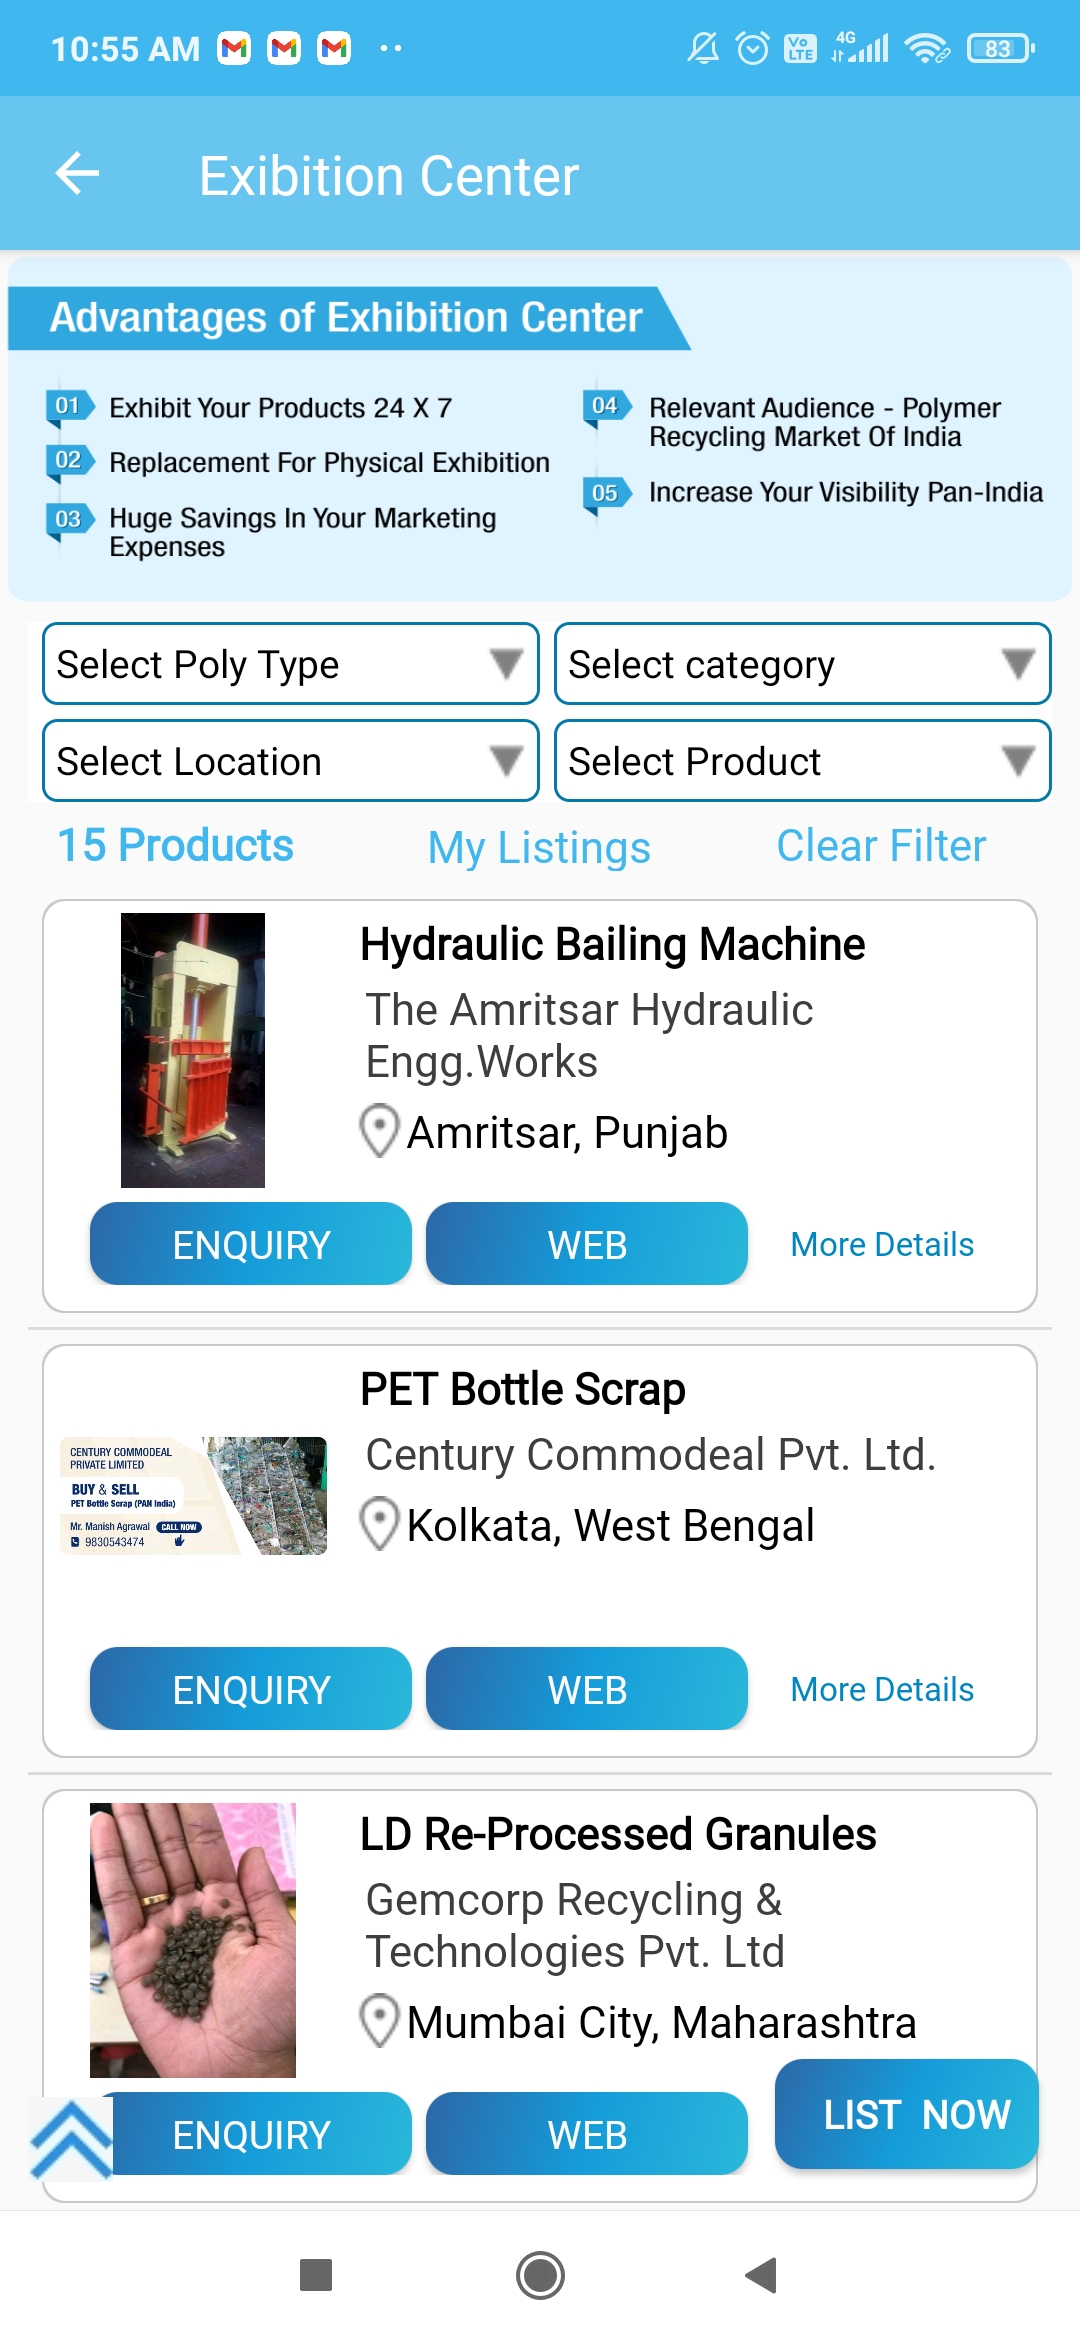 10:55 AM
4G
Vo
LTE
83
Exibition Center
Advantages of Exhibition Center
01 Exhibit Your Products 24 X 7
02 Replacement For Physical Exhibition
03 Huge Savings In Your Marketing
Expenses
04 Relevant Audience - Polymer
Recycling Market Of India
05 Increase Your Visibility Pan-India
Select Poly Type
Select category
Select Location
Select Product
15 Products
My Listings
Clear Filter
Hydraulic Bailing Machine
The Amritsar Hydraulic
Engg.Works
Amritsar, Punjab
ENQUIRY
WEB
More Details
PET Bottle Scrap
Century Commodeal Pvt. Ltd.
Kolkata, West Bengal
CENTURY COMMODEAL
PRIVATE LIMITED
BUY & SELL
PET Bottle Scrap (PAN India)
Mr. Manish Agrawal CALL NOW
9830543474
ENQUIRY
WEB
More Details
LD Re-Processed Granules
Gemcorp Recycling &
Technologies Pvt. Ltd
Mumbai City, Maharashtra
ENQUIRY
WEB
LIST NOW